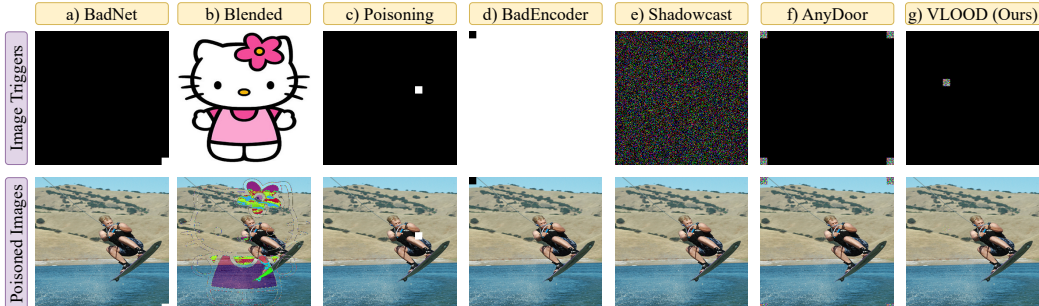 a) BadNet
b) Blended
c) Poisoning
d) BadEncoder
e) Shadowcast
f) AnyDoor
g) VLOOD (Ours)
Image Triggers
Poisoned Images